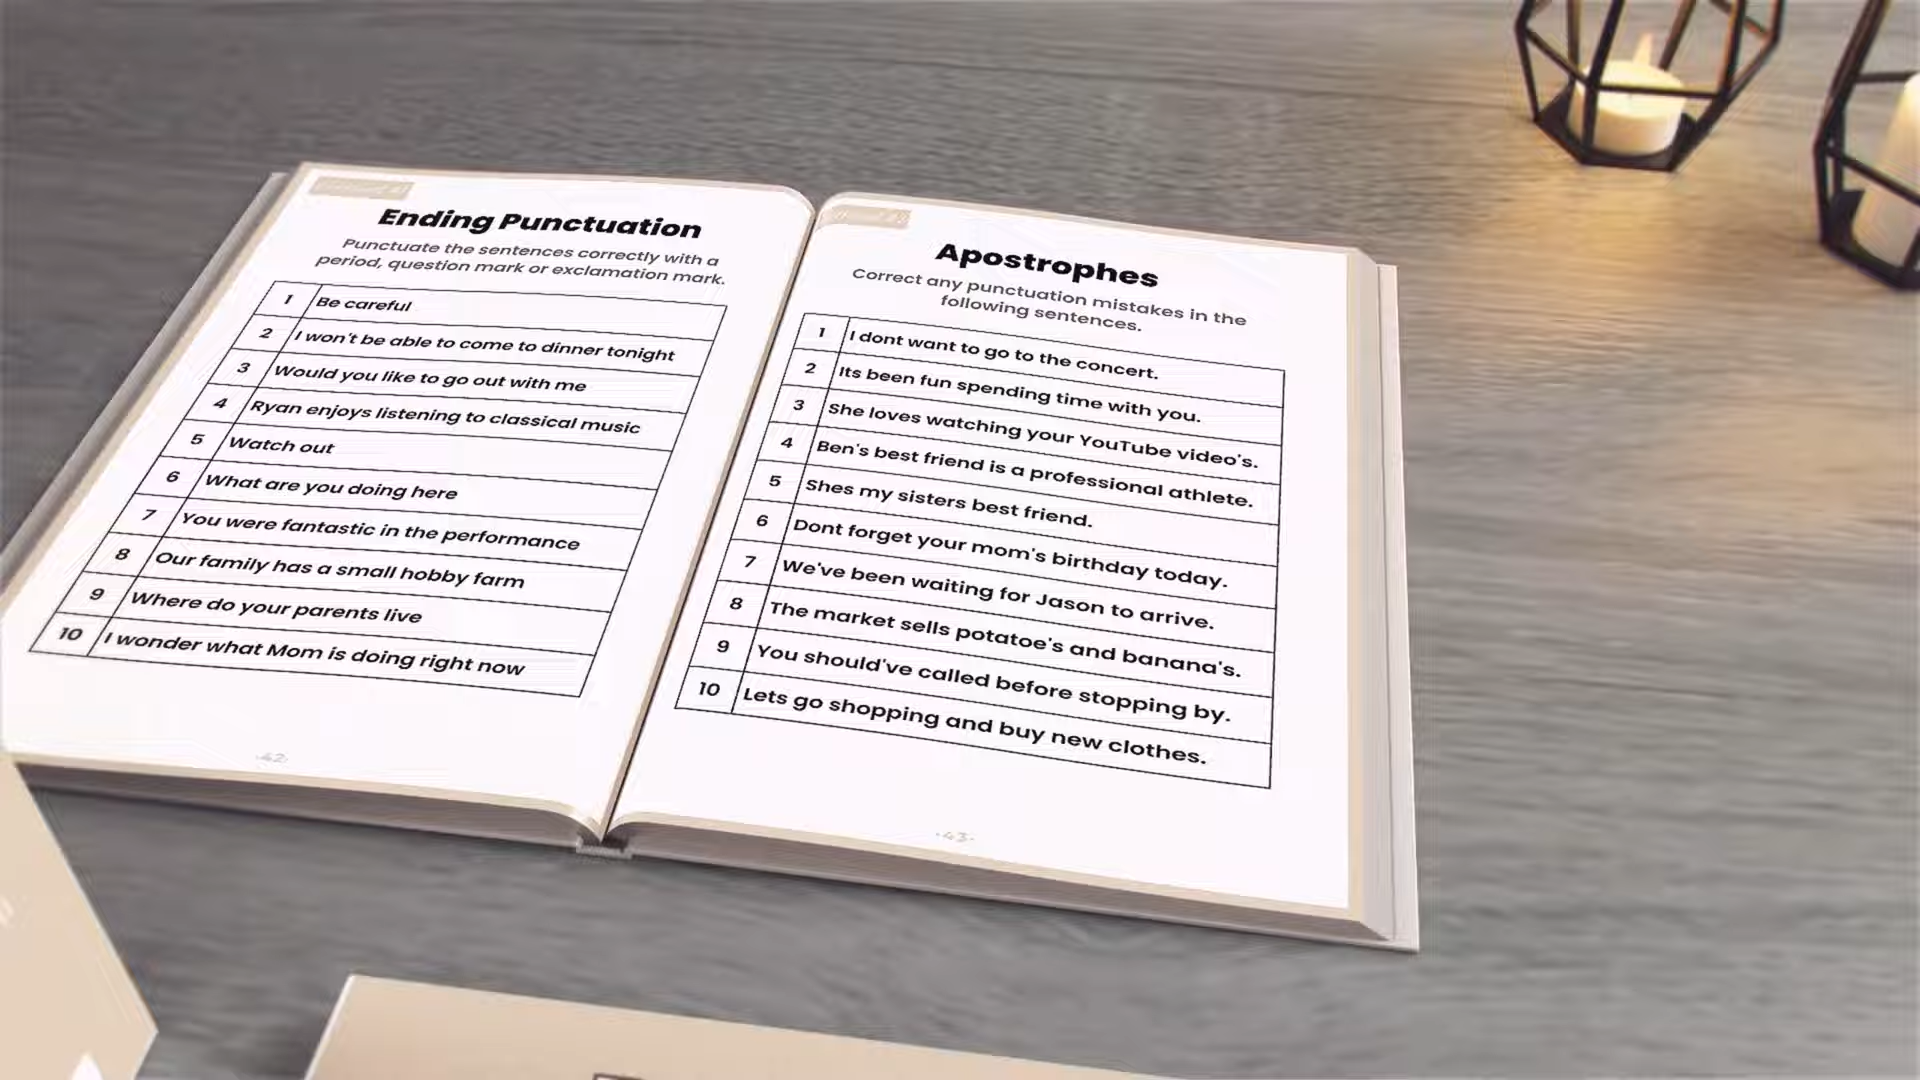 Ending Punctuation
Punctuate the sentences correctly with a
period, question mark or exclamation mark.
1 Be careful
2 I won't be able to come to dinner tonight
3 Would you like to go out with me
4 Ryan enjoys listening to classical music
5 Watch out
6 What are you doing here
7 You were fantastic in the performance
8 Our family has a small hobby farm
9 Where do your parents live
10 I wonder what Mom is doing right now
·42·
Apostrophes
Correct any punctuation mistakes in the
following sentences.
1 I dont want to go to the concert.
2 Its been fun spending time with you.
3 She loves watching your YouTube video's.
4 Ben's best friend is a professional athlete.
5 Shes my sisters best friend.
6 Dont forget your mom's birthday today.
7 We've been waiting for Jason to arrive.
8 The market sells potatoe's and banana's.
9 You should've called before stopping by.
10 Lets go shopping and buy new clothes.
·43·